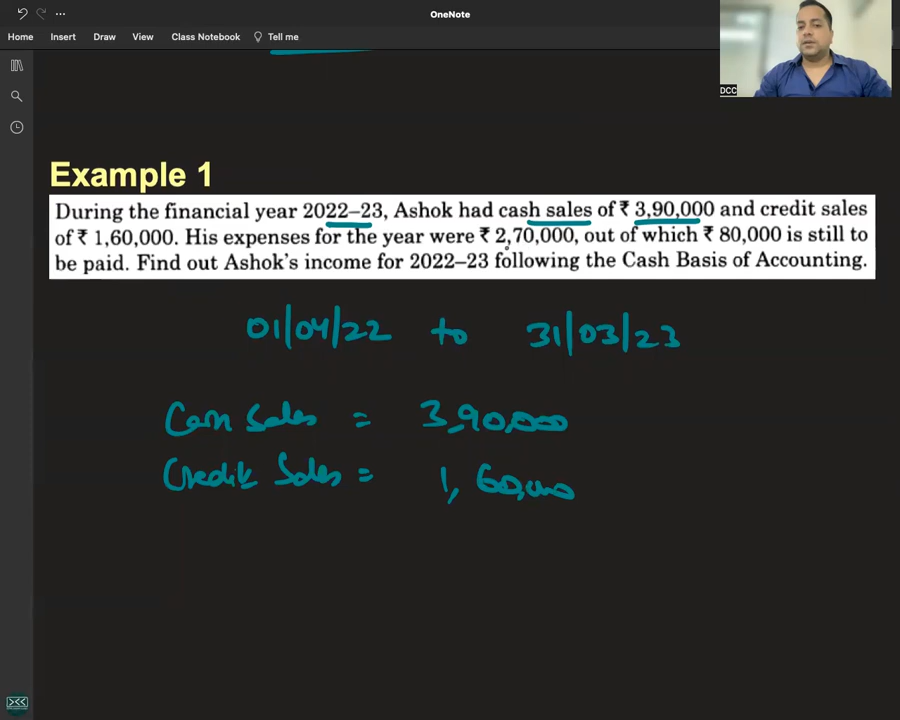 OneNote
Home Insert Draw View Class Notebook Tell me
DCC
Example 1
During the financial year 2022–23, Ashok had cash sales of ₹ 3,90,000 and credit sales
of ₹ 1,60,000. His expenses for the year were ₹ 2,70,000, out of which ₹ 80,000 is still to
be paid. Find out Ashok's income for 2022–23 following the Cash Basis of Accounting.
01/04/22 to 31/03/23
Cash Sales = 3,90,000
Credit Sales = 1,60,000